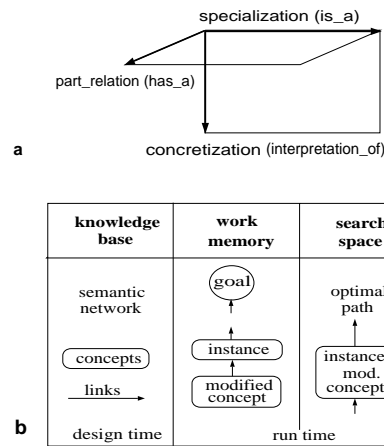 specialization (is_a)
part_relation (has_a)
a
concretization (interpretation_of)
knowledge
base
work
memory
search
space
semantic
network
goal
optimal
path
concepts
instance
instance
mod.
concept
links
modified
concept
b
design time
run time